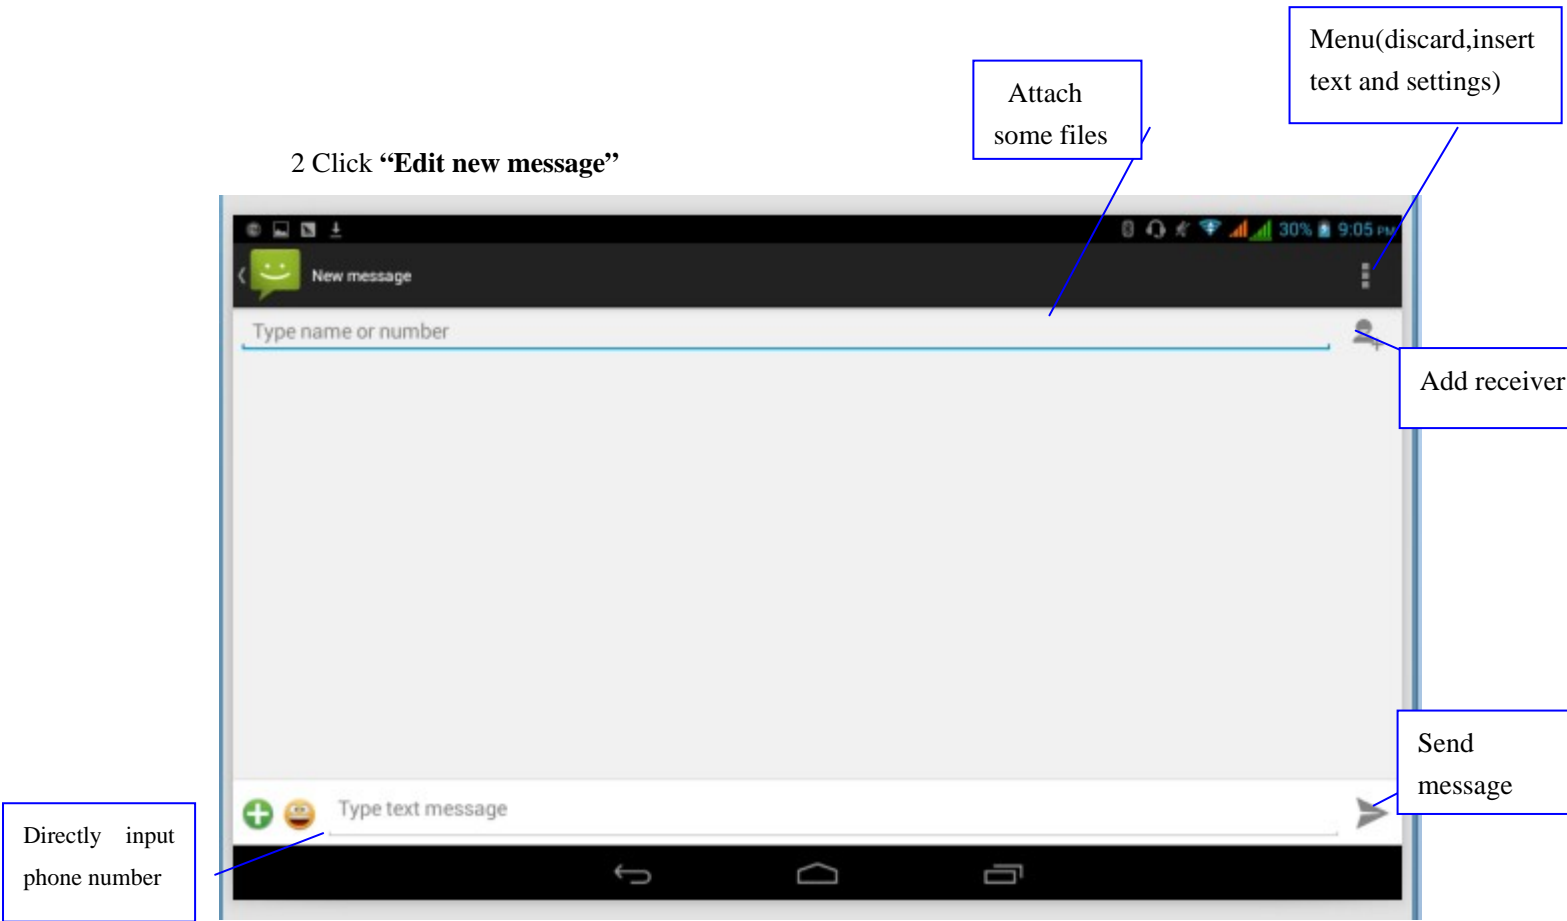 Menu(discard,insert
text and settings)
Attach
some files
2 Click “Edit new message”
30% 9:05 PM
New message
Type name or number
Add receiver
Send
message
Type text message
Directly input
phone number